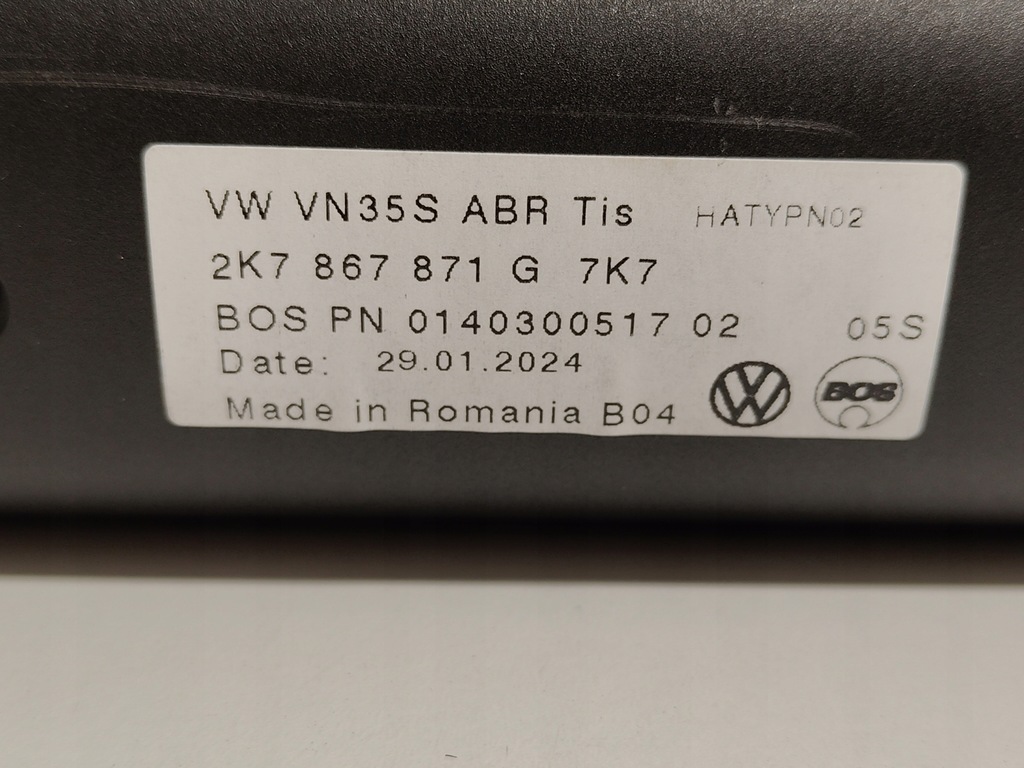 VW VN35S ABR Tis HATYPN02
2K7 867 871 G 7K7
BOS PN 0140300517 02 05S
Date: 29.01.2024
Made in Romania B04
VW BOS